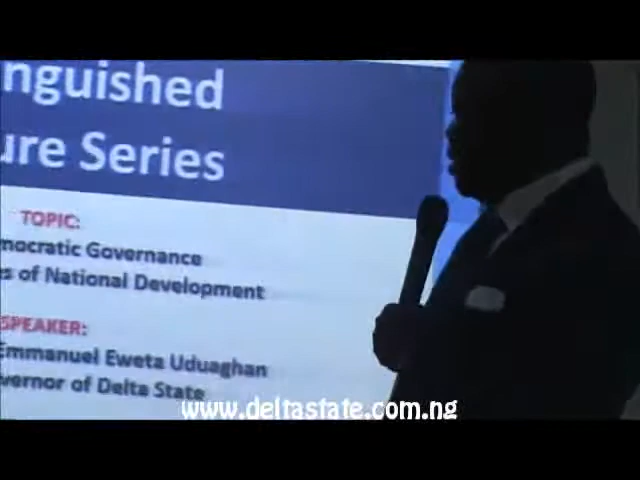 nguished
ure Series
TOPIC:
mocratic Governance
s of National Development
SPEAKER:
Emmanuel Eweta Uduaghan
vernor of Delta State
www.deltastate.com.ng